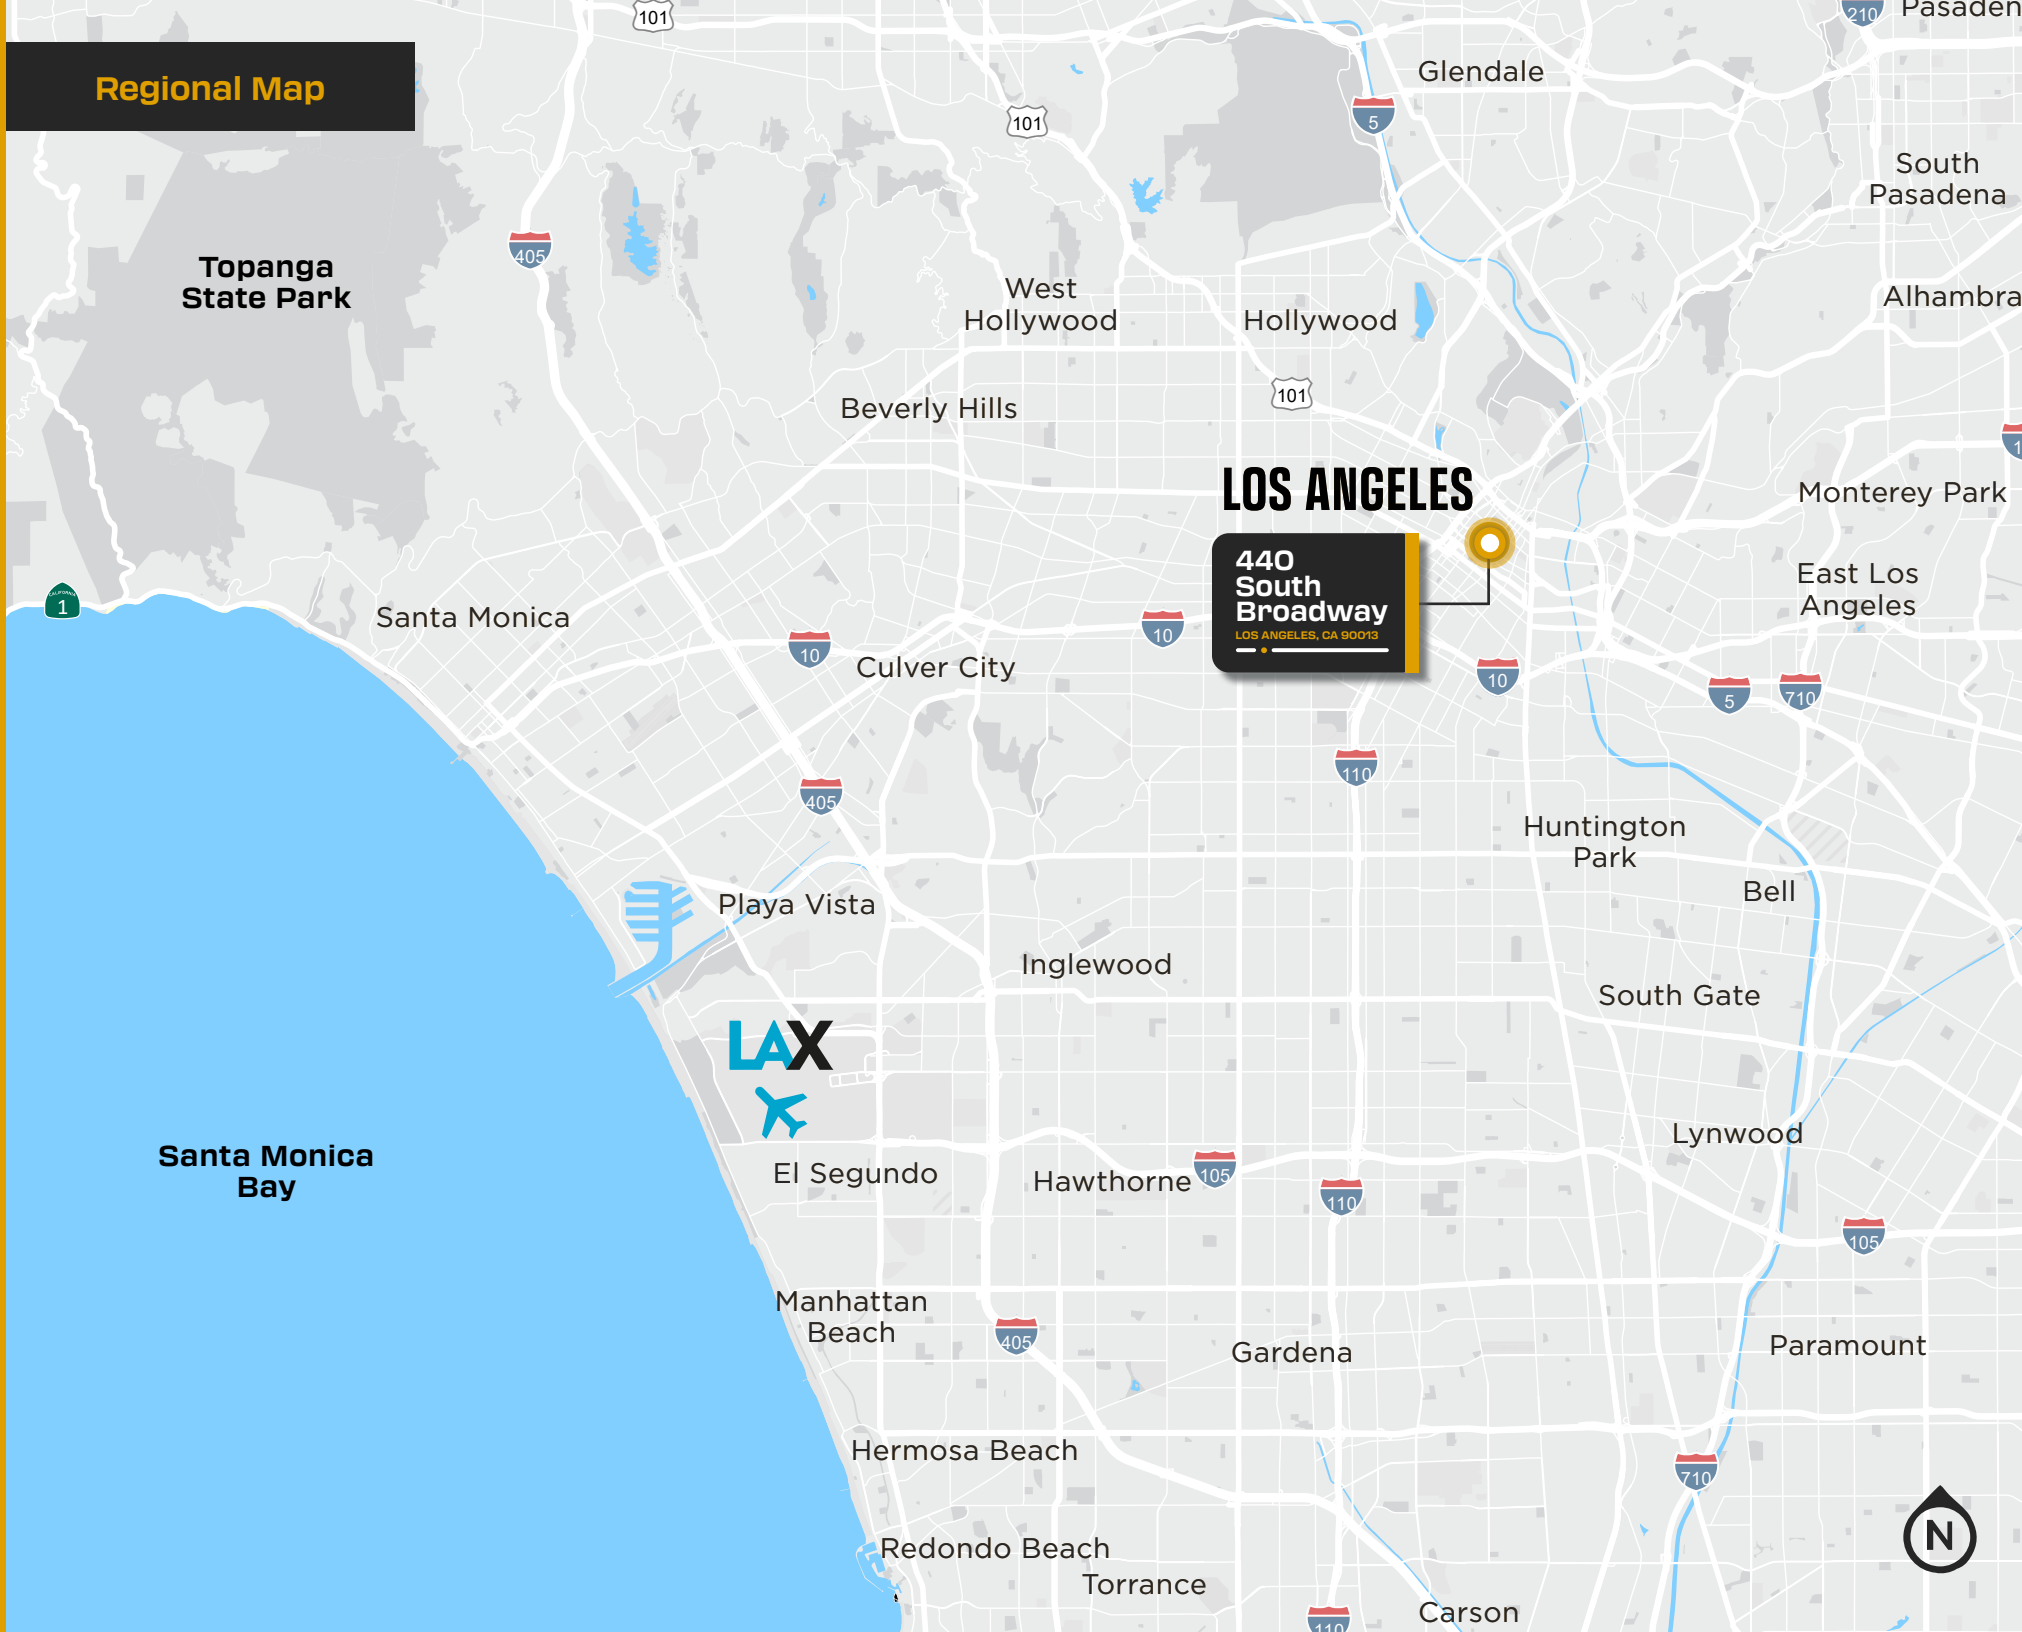 101
210
Pasaden
Regional Map
Glendale
5
101
South
Pasadena
405
Topanga
State Park
West
Hollywood
Hollywood
Alhambra
101
Beverly Hills
1
LOS ANGELES
Monterey Park
440
South
Broadway
LOS ANGELES, CA 90013
East Los
Angeles
CALIFORNIA
1
Santa Monica
10
10
Culver City
10
5
710
110
405
Huntington
Park
Bell
Playa Vista
Inglewood
South Gate
LAX
Lynwood
Santa Monica
Bay
El Segundo
Hawthorne
105
110
105
Manhattan
Beach
405
Gardena
Paramount
Hermosa Beach
710
N
Redondo Beach
Torrance
Carson
110